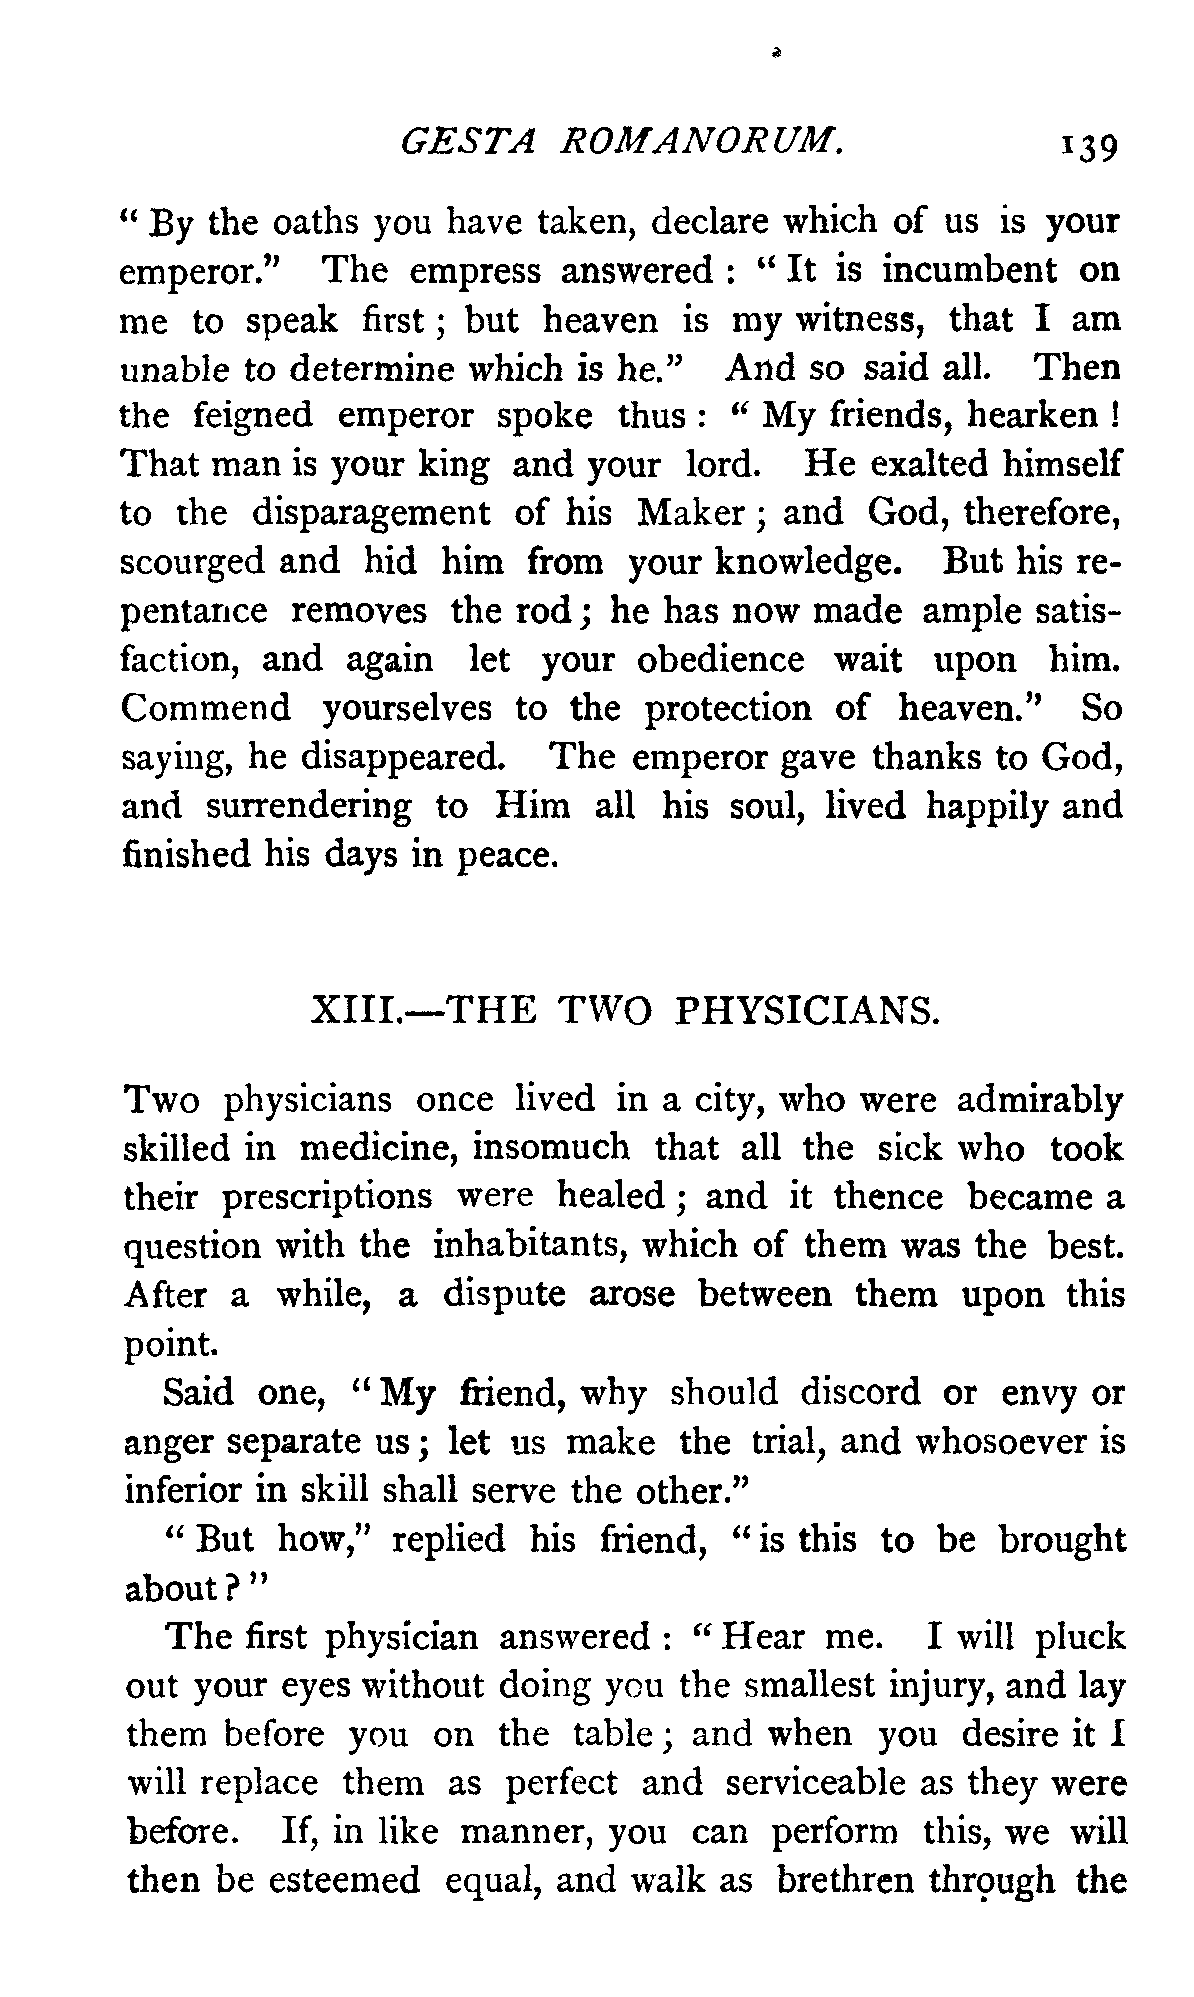 GESTA ROMANORUM. 139
“ By the oaths you have taken, declare which of us is your
emperor.” The empress answered : “ It is incumbent on
me to speak first ; but heaven is my witness, that I am
unable to determine which is he.” And so said all. Then
the feigned emperor spoke thus : “ My friends, hearken !
That man is your king and your lord. He exalted himself
to the disparagement of his Maker ; and God, therefore,
scourged and hid him from your knowledge. But his re-
pentance removes the rod ; he has now made ample satis-
faction, and again let your obedience wait upon him.
Commend yourselves to the protection of heaven.” So
saying, he disappeared. The emperor gave thanks to God,
and surrendering to Him all his soul, lived happily and
finished his days in peace.
XIII.—THE TWO PHYSICIANS.
Two physicians once lived in a city, who were admirably
skilled in medicine, insomuch that all the sick who took
their prescriptions were healed ; and it thence became a
question with the inhabitants, which of them was the best.
After a while, a dispute arose between them upon this
point.
Said one, “ My friend, why should discord or envy or
anger separate us ; let us make the trial, and whosoever is
inferior in skill shall serve the other.”
“ But how,” replied his friend, “ is this to be brought
about ? ”
The first physician answered : “ Hear me. I will pluck
out your eyes without doing you the smallest injury, and lay
them before you on the table ; and when you desire it I
will replace them as perfect and serviceable as they were
before. If, in like manner, you can perform this, we will
then be esteemed equal, and walk as brethren through the